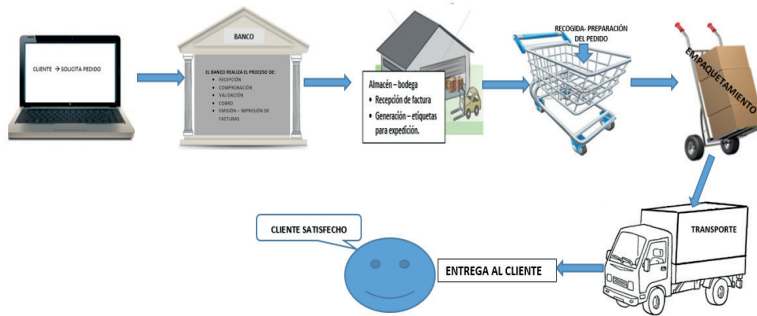 CLIENTE → SOLICITA PEDIDO
BANCO
EL BANCO REALIZA EL PROCESO DE:
• RECEPCIÓN
• COMPROBACIÓN
• VALIDACIÓN
• COBRO
• EMISIÓN – IMPRESIÓN DE
FACTURAS
Almacén – bodega
• Recepción de factura
• Generación – etiquetas
para expedición.
RECOGIDA- PREPARACIÓN
DEL PEDIDO
EMPAQUETAMIENTO
TRANSPORTE
CLIENTE SATISFECHO
ENTREGA AL CLIENTE